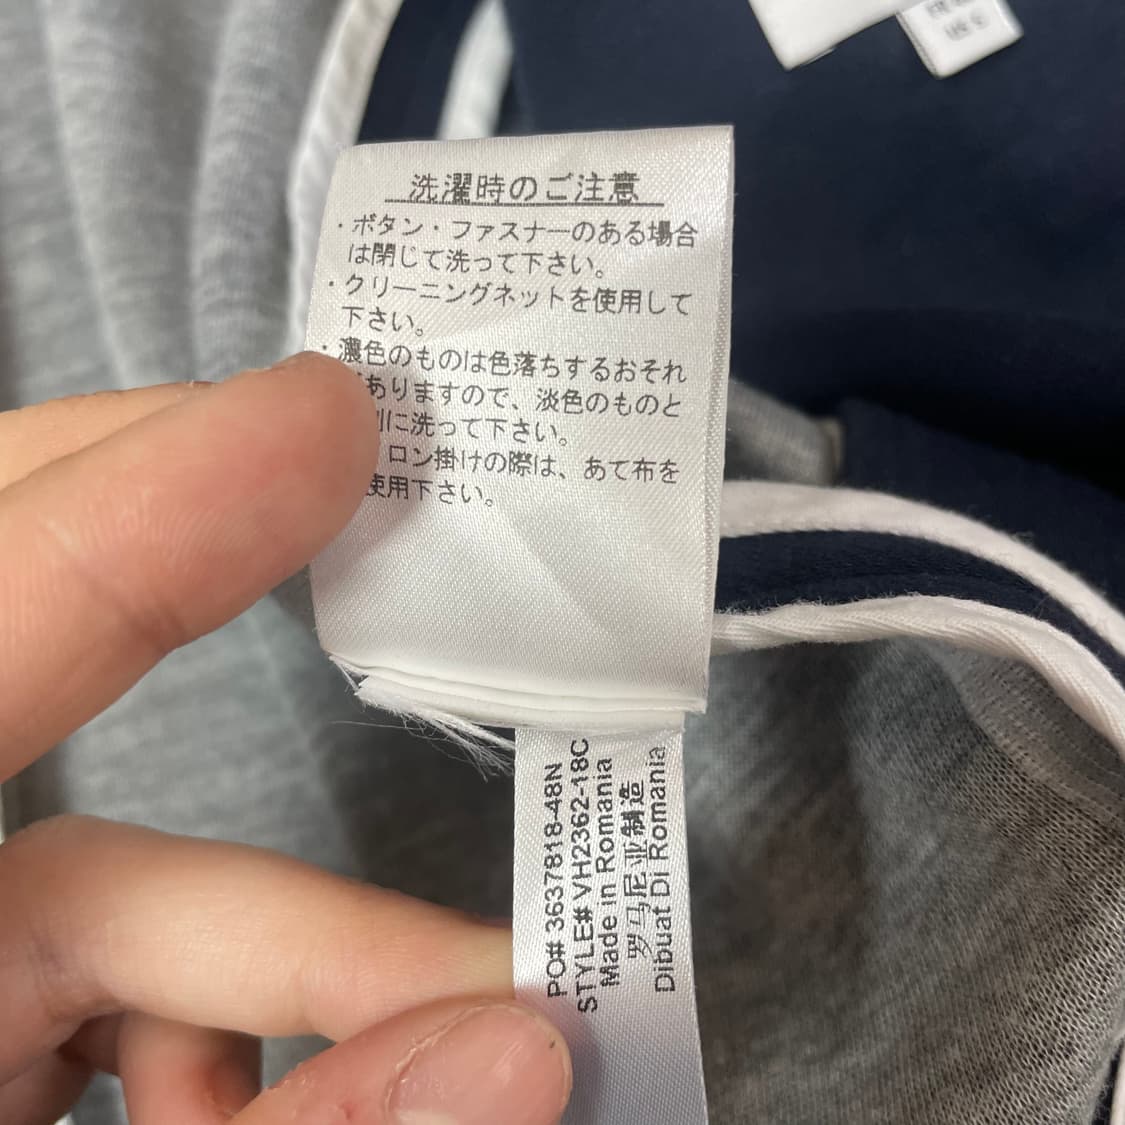 洗濯時のご注意
・ボタン・ファスナーのある場合
は閉じて洗って下さい。
・クリーニングネットを使用して
下さい。
・濃色のものは色落ちするおそれ
ありますので、淡色のものと
に洗って下さい。
ロン掛けの際は、あて布を
使用下さい。
PO# 3637818-48N
STYLE# VH2362-18C
Made in Romania
罗马尼亚制造
Dibuat Di Romania